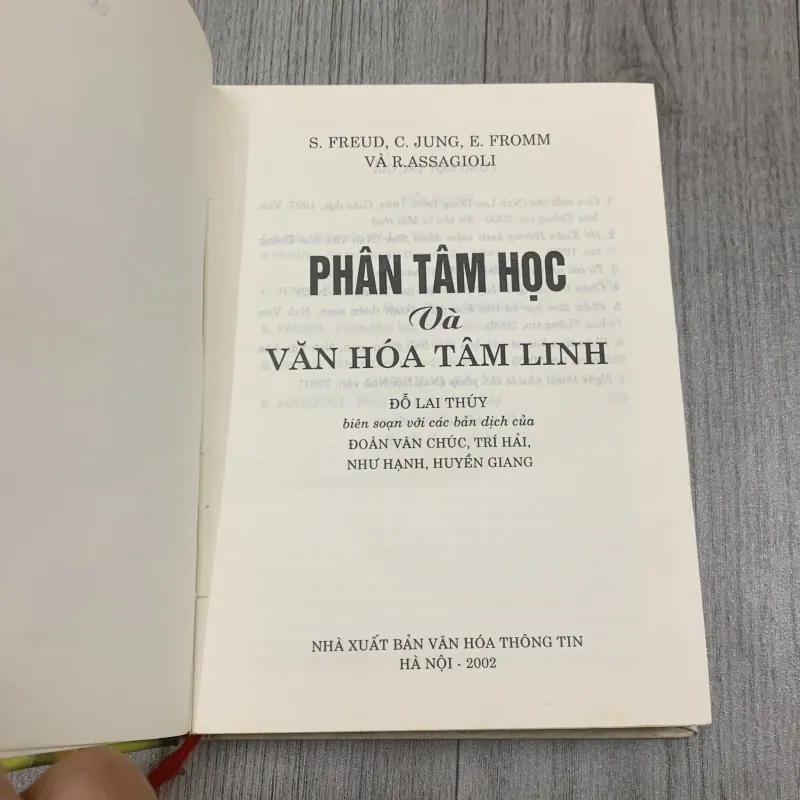 S. FREUD, C. JUNG, E. FROMM
VÀ R.ASSAGIOLI
PHÂN TÂM HỌC
Và
VĂN HÓA TÂM LINH
ĐỖ LAI THÚY
biên soạn với các bản dịch của
ĐOÀN VĂN CHÚC, TRÍ HẢI,
NHƯ HẠNH, HUYỀN GIANG
NHÀ XUẤT BẢN VĂN HÓA THÔNG TIN
HÀ NỘI - 2002